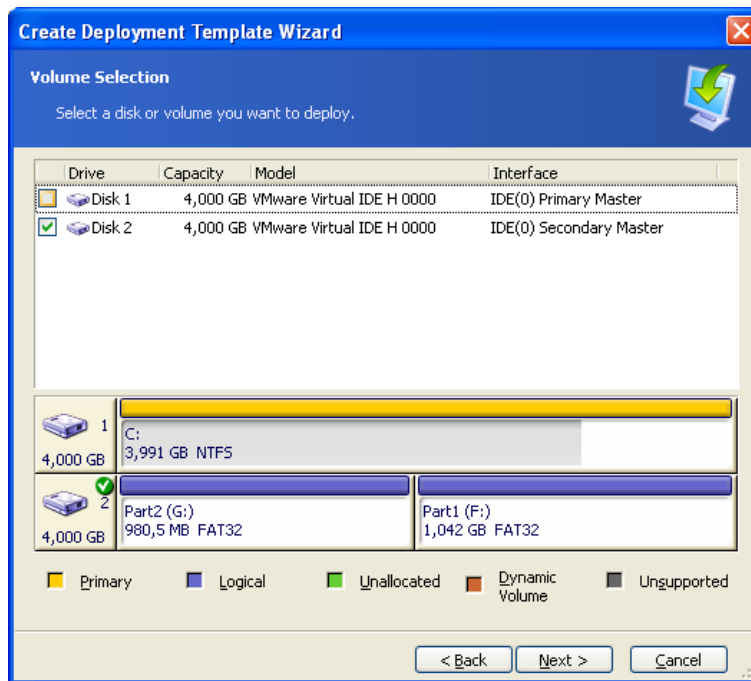 Create Deployment Template Wizard
Volume Selection
Select a disk or volume you want to deploy.
Drive Capacity Model Interface
Disk 1 4,000 GB VMware Virtual IDE H 0000 IDE(0) Primary Master
Disk 2 4,000 GB VMware Virtual IDE H 0000 IDE(0) Secondary Master
1
4,000 GB
C:
3,991 GB NTFS
2
4,000 GB
Part2 (G:)
980,5 MB FAT32
Part1 (F:)
1,042 GB FAT32
Primary Logical Unallocated Dynamic Volume Unsupported
< Back Next > Cancel